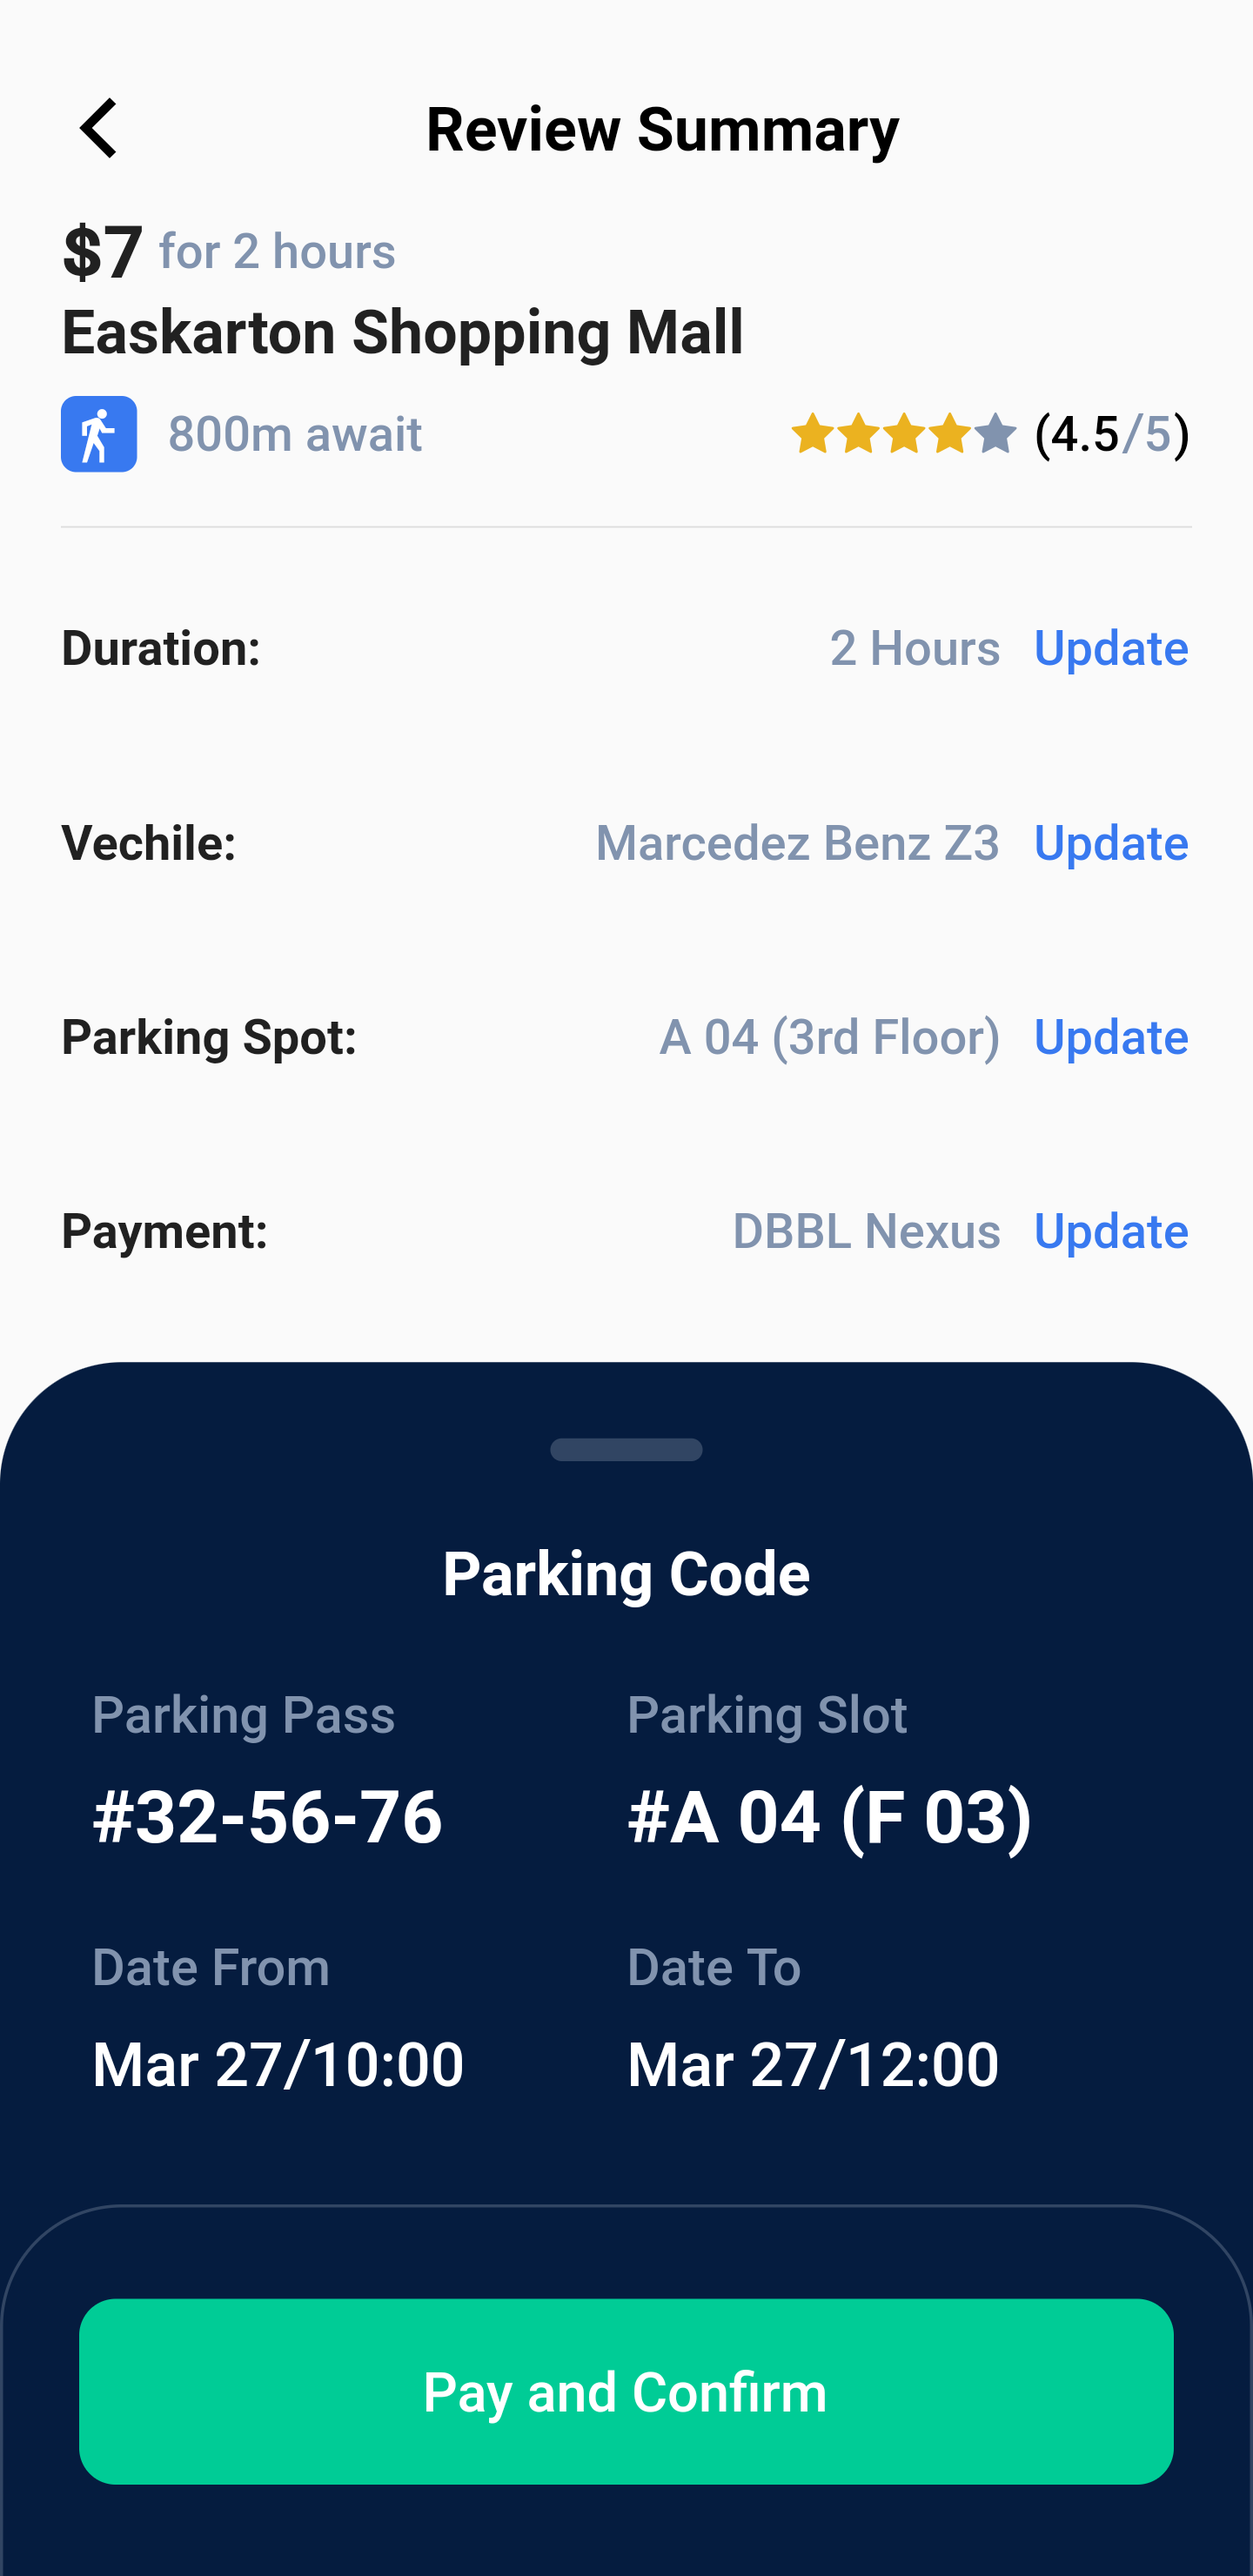 Review Summary
$7 for 2 hours
Easkarton Shopping Mall
800m await (4.5/5)
Duration: 2 Hours Update
Vechile: Marcedez Benz Z3 Update
Parking Spot: A 04 (3rd Floor) Update
Payment: DBBL Nexus Update
Parking Code
Parking Pass Parking Slot
#32-56-76 #A 04 (F 03)
Date From Date To
Mar 27/10:00 Mar 27/12:00
Pay and Confirm